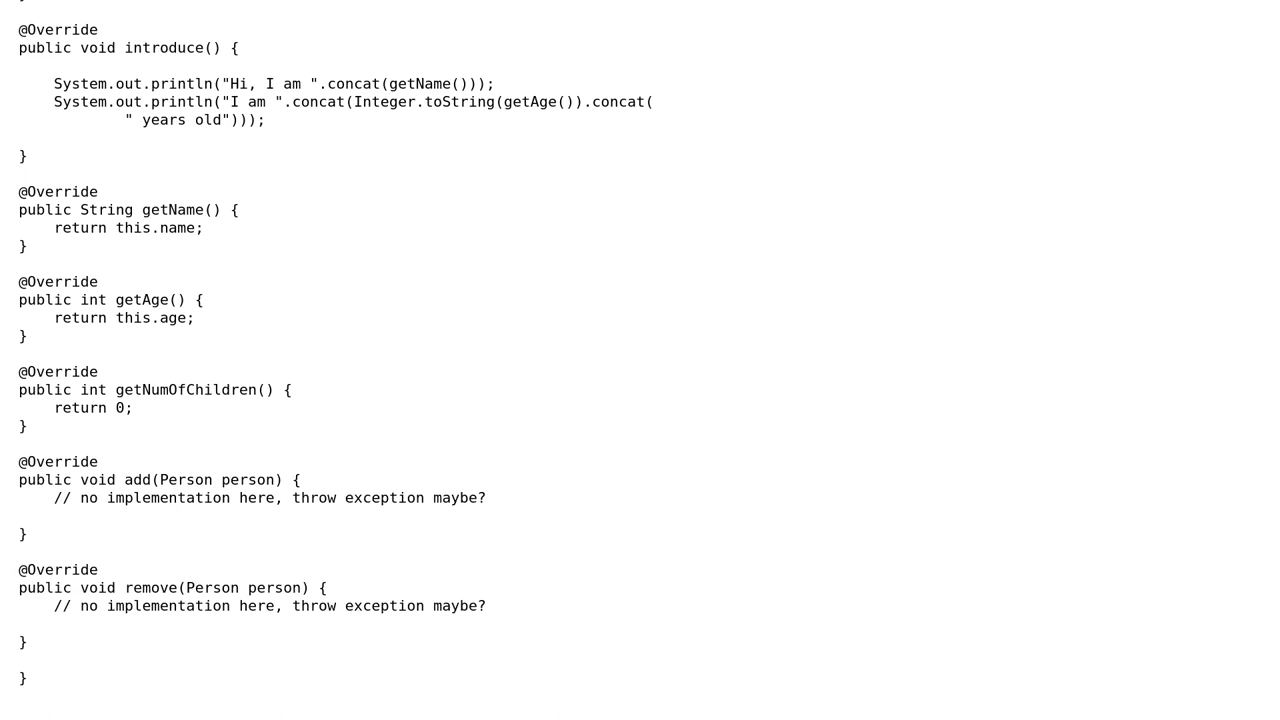 @Override
public void introduce() {
System.out.println("Hi, I am ".concat(getName()));
System.out.println("I am ".concat(Integer.toString(getAge()).concat(
" years old")));
}
@Override
public String getName() {
return this.name;
}
@Override
public int getAge() {
return this.age;
}
@Override
public int getNumOfChildren() {
return 0;
}
@Override
public void add(Person person) {
// no implementation here, throw exception maybe?
}
@Override
public void remove(Person person) {
// no implementation here, throw exception maybe?
}
}